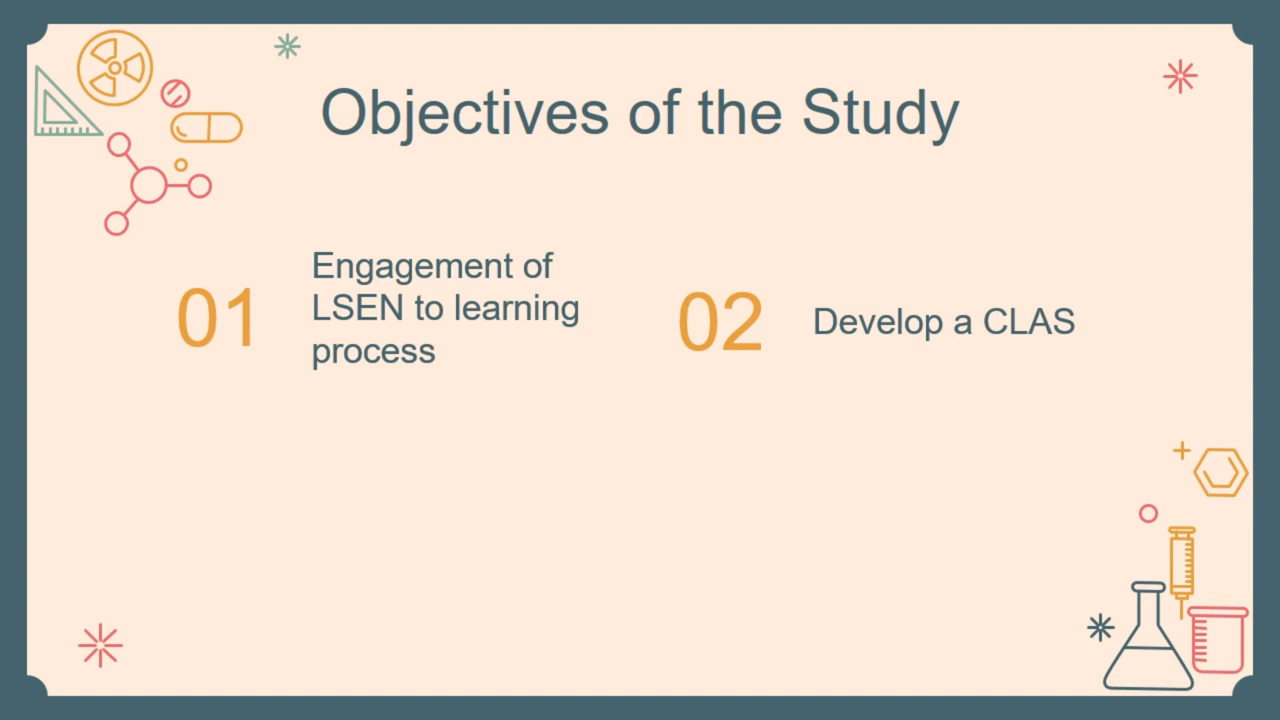 Objectives of the Study
01
Engagement of
LSEN to learning
process
02
Develop a CLAS